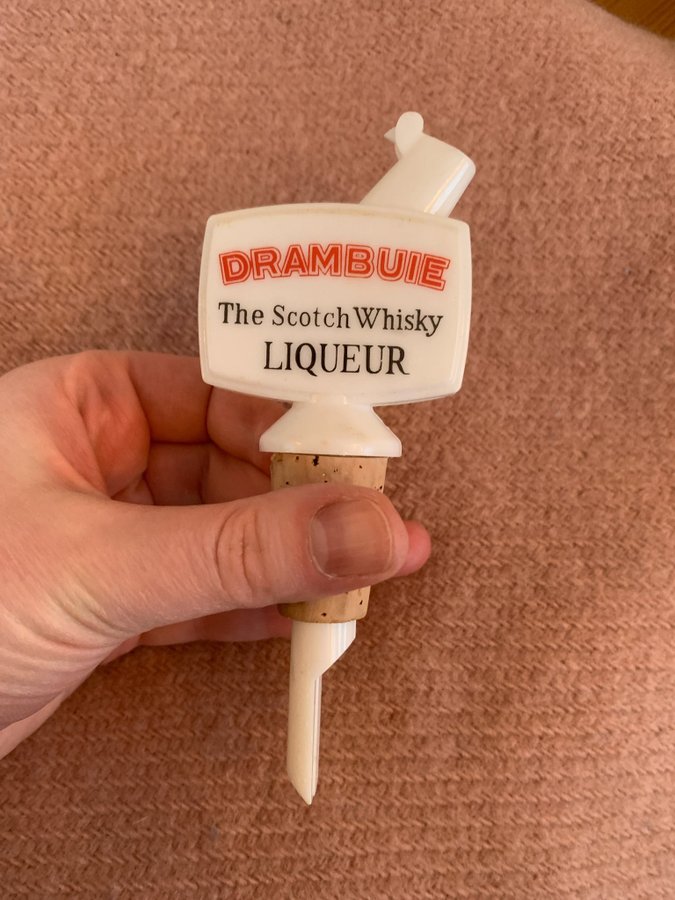 DRAMBUIE
The Scotch Whisky
LIQUEUR